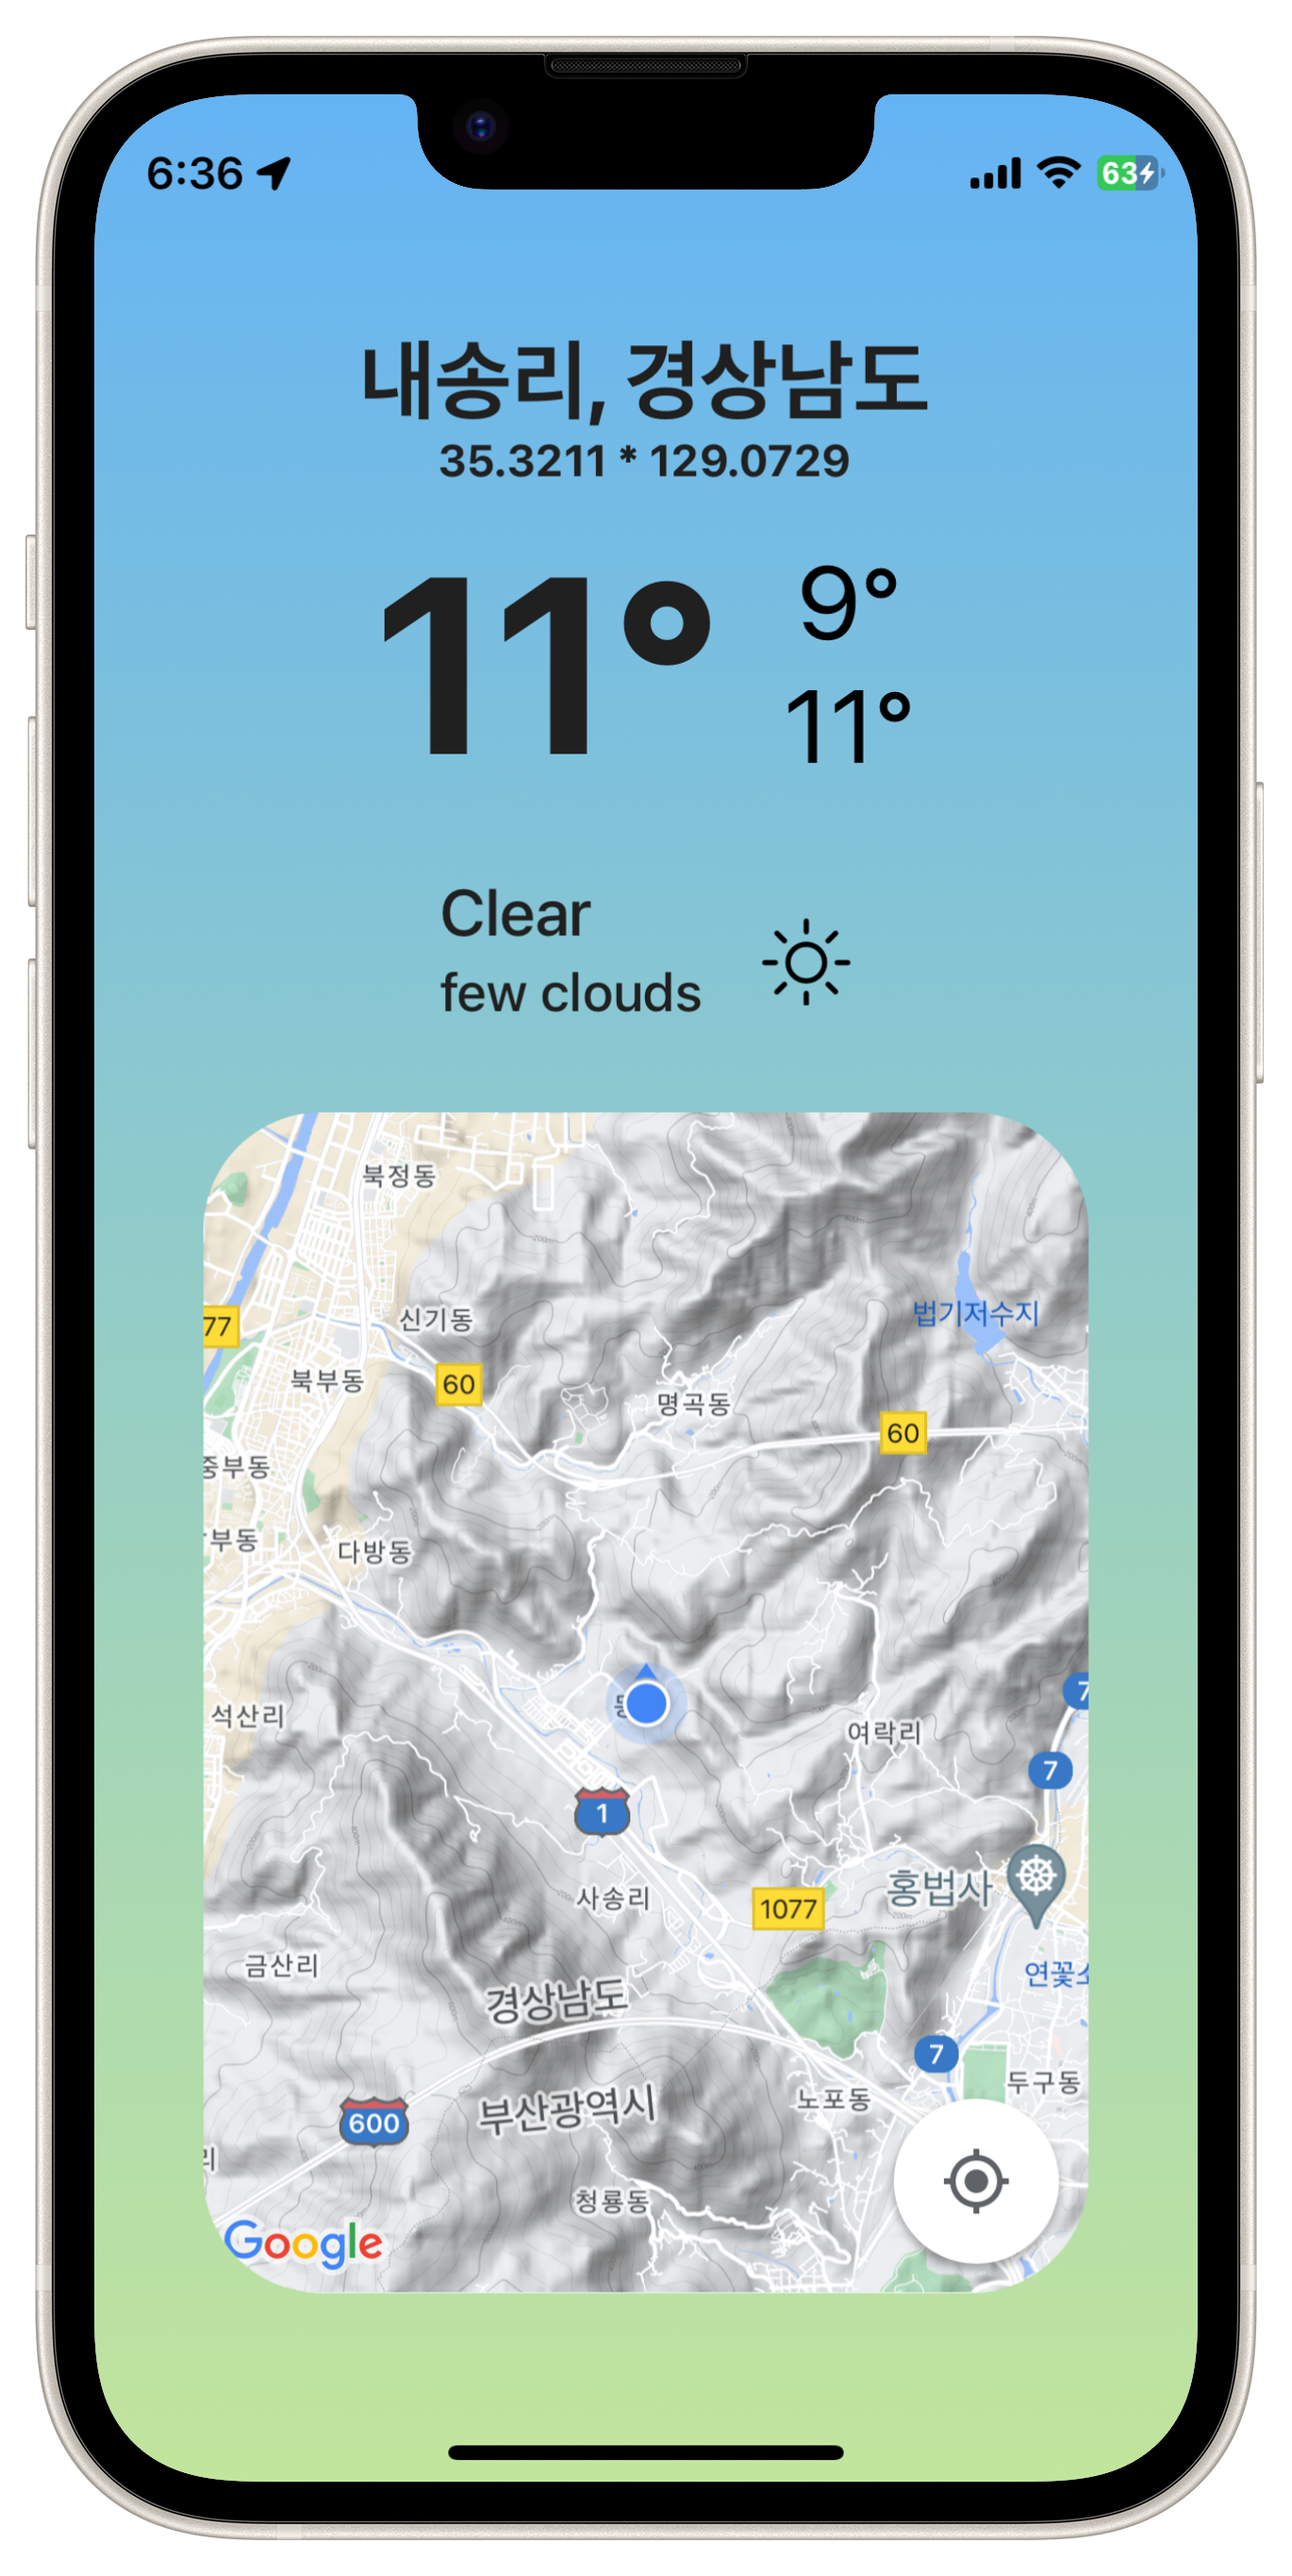 6:36
63
내송리, 경상남도
35.3211 * 129.0729
11°
9°
11°
Clear
few clouds
북정동
법기저수지
신기동
77
북부동
60
명곡동
60
중부동
부동
다방동
석산리
7
여락리
7
1
사송리
1077
홍법사
금산리
연꽃소
경상남도
7
두구동
노포동
부산광역시
600
리
청룡동
Google